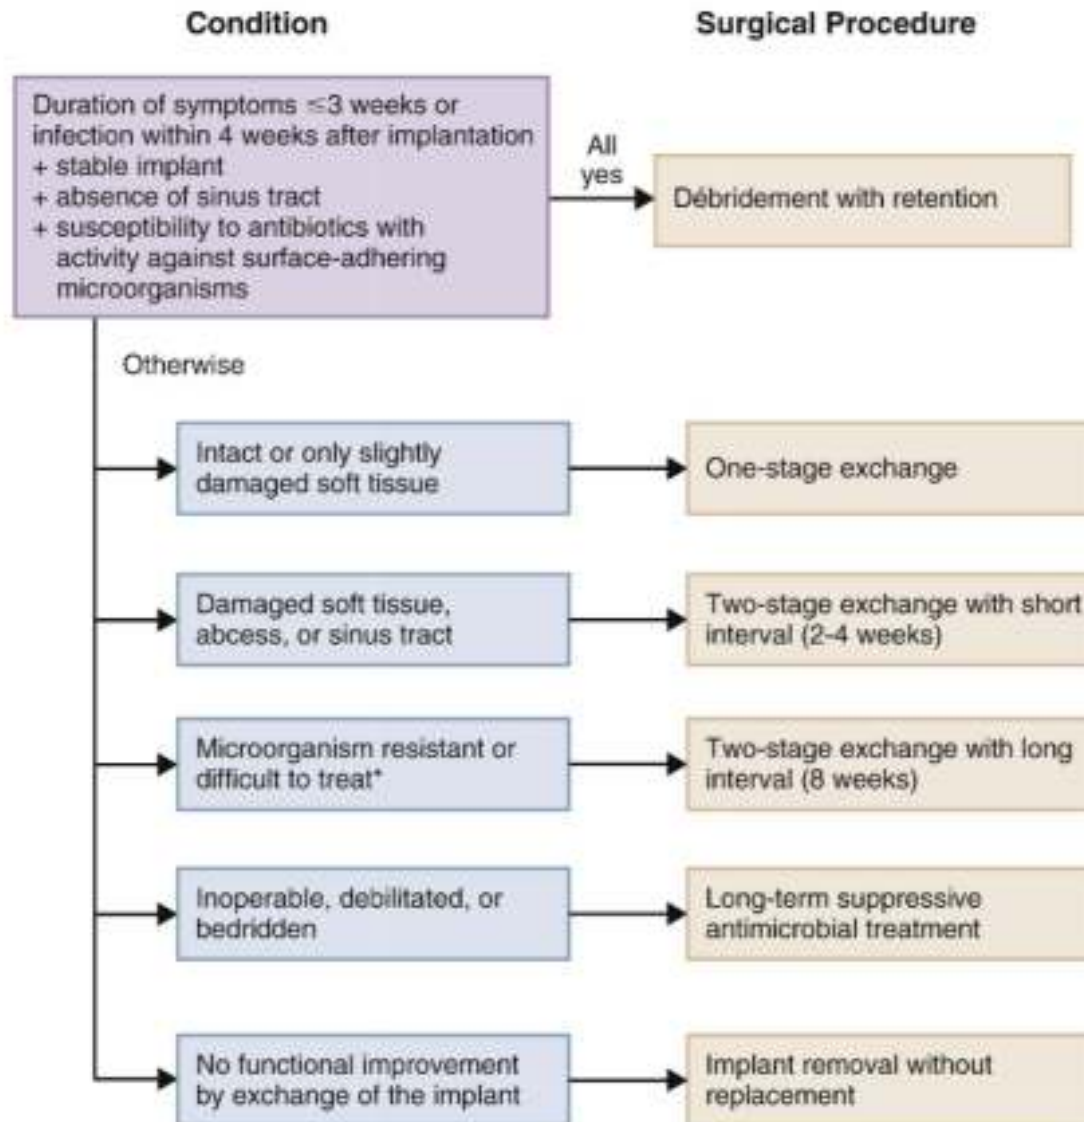 Condition
Surgical Procedure
Duration of symptoms ≤3 weeks or
infection within 4 weeks after implantation
+ stable implant
+ absence of sinus tract
+ susceptibility to antibiotics with
activity against surface-adhering
microorganisms
All
yes
Débridement with retention
Otherwise
Intact or only slightly
damaged soft tissue
One-stage exchange
Damaged soft tissue,
abcess, or sinus tract
Two-stage exchange with short
interval (2-4 weeks)
Microorganism resistant or
difficult to treat*
Two-stage exchange with long
interval (8 weeks)
Inoperable, debilitated, or
bedridden
Long-term suppressive
antimicrobial treatment
No functional improvement
by exchange of the implant
Implant removal without
replacement